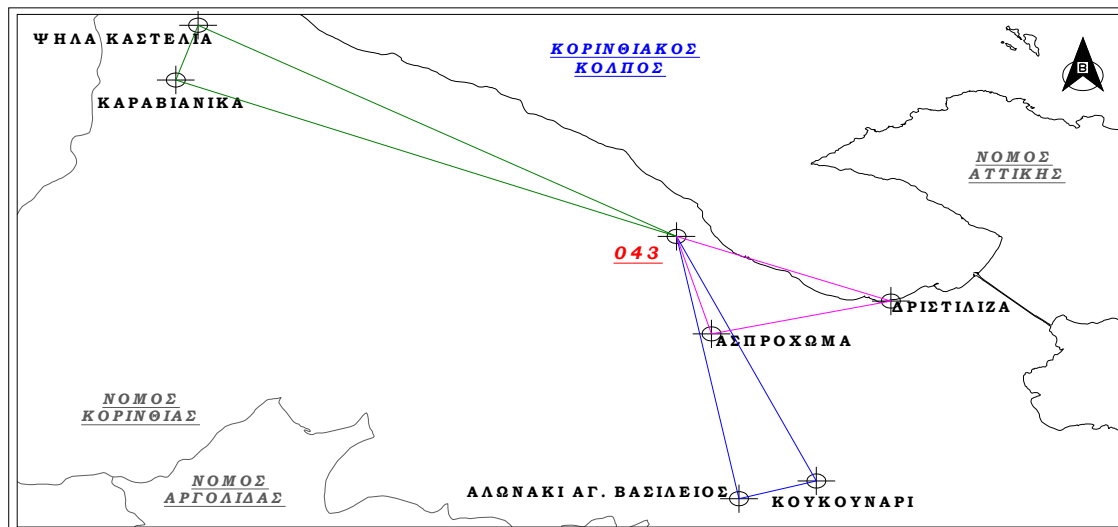 ΨΗΛΑ ΚΑΣΤΕΛΙΑ
ΚΟΡΙΝΘΙΑΚΟΣ
ΚΟΛΠΟΣ
Β
ΚΑΡΑΒΙΑΝΙΚΑ
ΝΟΜΟΣ
ΑΤΤΙΚΗΣ
043
ΔΡΙΣΤΙΛΙΖΑ
ΑΣΠΡΟΧΩΜΑ
ΝΟΜΟΣ
ΚΟΡΙΝΘΙΑΣ
ΝΟΜΟΣ
ΑΡΓΟΛΙΔΑΣ
ΑΛΩΝΑΚΙ ΑΓ. ΒΑΣΙΛΕΙΟΣ
ΚΟΥΚΟΥΝΑΡΙ